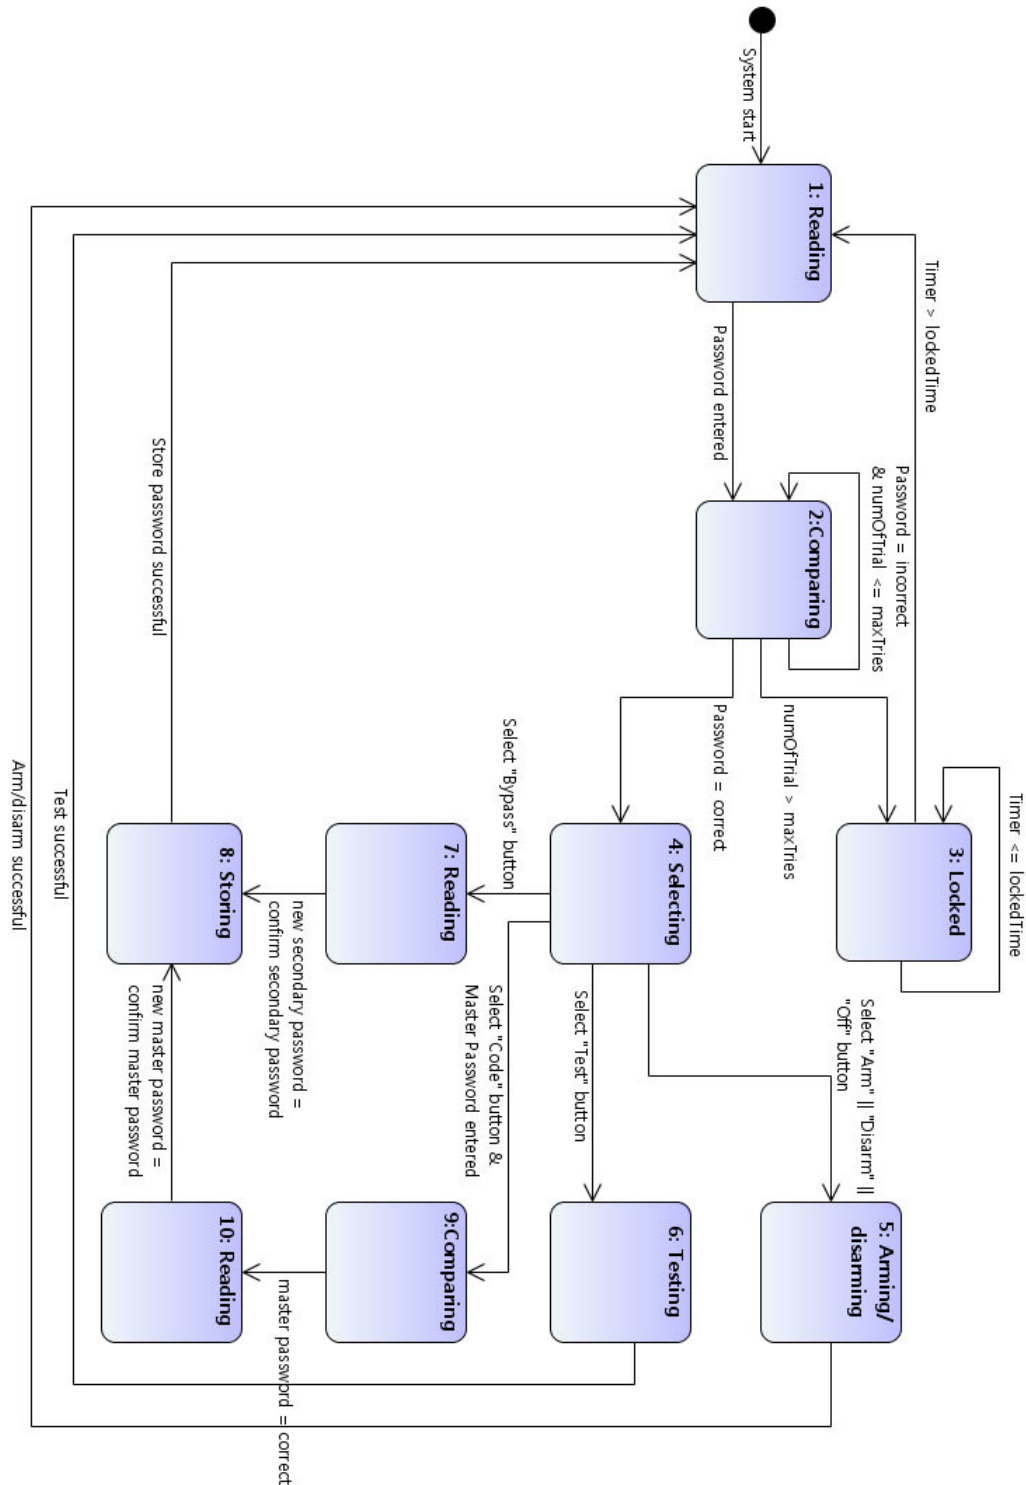 System start
1: Reading
Timer > lockedTime
Password entered
Password = incorrect
& numOfTrial <= maxTries
2:Comparing
Store password successful
numOfTrial > maxTries
Password = correct
Timer <= lockedTime
3: Locked
4: Selecting
Select "Bypass" button
7: Reading
8: Storing
new secondary password =
confirm secondary password
Select "Arm" || "Disarm" ||
"Off" button
Select "Test" button
Select "Code" button &
Master Password entered
new master password =
confirm master password
5: Arming/
disarming
6: Testing
9:Comparing
10: Reading
master password = correct
Test successful
Arm/disarm successful